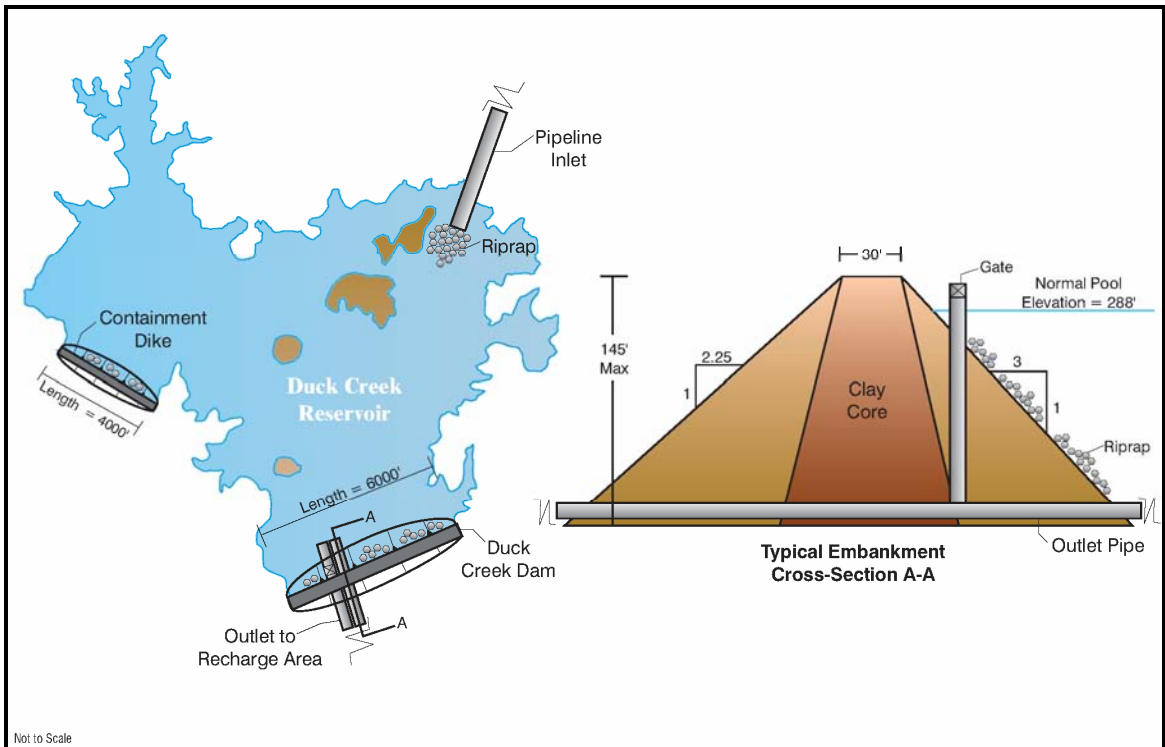 Pipeline
Inlet
Riprap
Containment
Dike
Length = 4000'
Duck Creek
Reservoir
Length = 6000'
A
Duck
Creek Dam
A
Outlet to
Recharge Area
30'
Gate
Normal Pool
Elevation = 288'
145'
Max
2.25
1
Clay
Core
3
1
Riprap
Outlet Pipe
Typical Embankment
Cross-Section A-A
Not to Scale